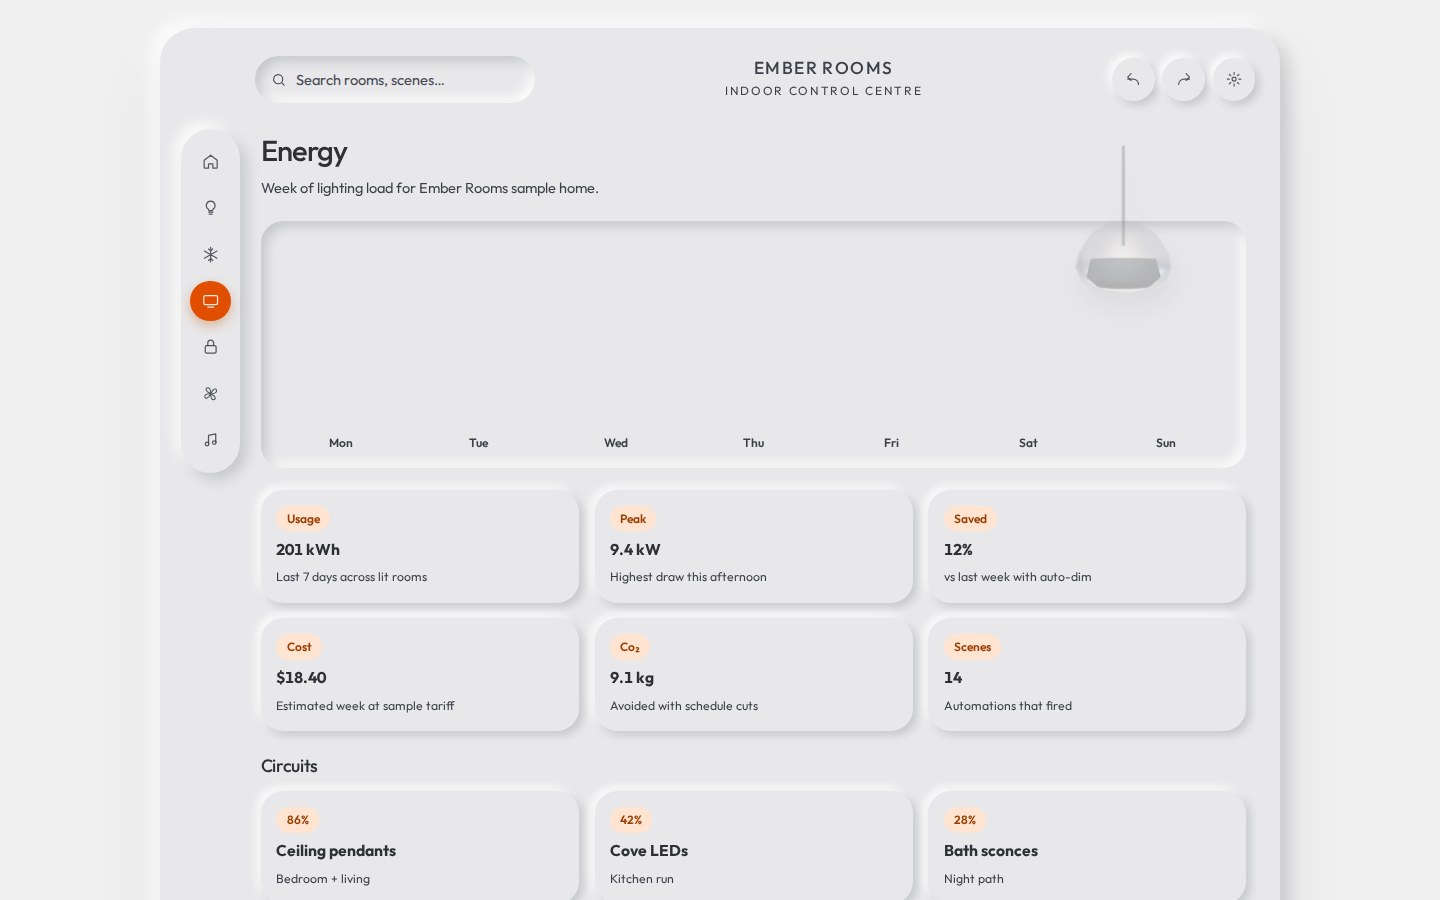 Search rooms, scenes...
EMBER ROOMS
INDOOR CONTROL CENTRE
Energy
Week of lighting load for Ember Rooms sample home.
Mon Tue Wed Thu Fri Sat Sun
Usage
201 kWh
Last 7 days across lit rooms
Peak
9.4 kW
Highest draw this afternoon
Saved
12%
vs last week with auto-dim
Cost
$18.40
Estimated week at sample tariff
Co₂
9.1 kg
Avoided with schedule cuts
Scenes
14
Automations that fired
Circuits
86%
Ceiling pendants
Bedroom + living
42%
Cove LEDs
Kitchen run
28%
Bath sconces
Night path